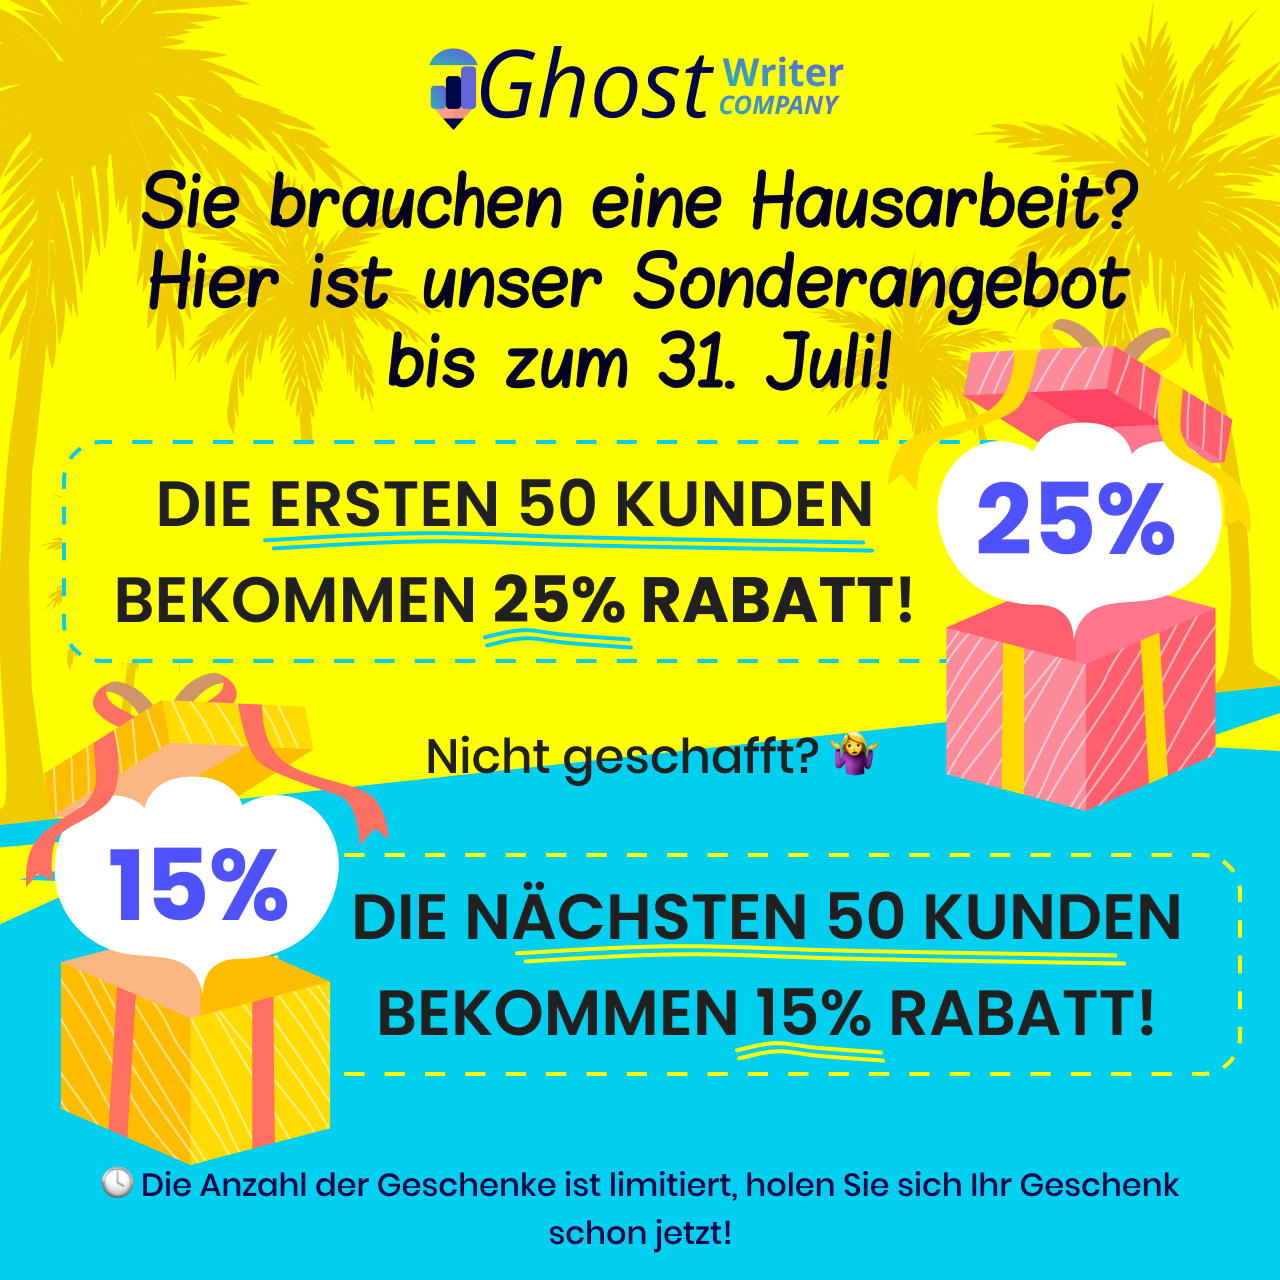 Ghost Writer
COMPANY
Sie brauchen eine Hausarbeit?
Hier ist unser Sonderangebot
bis zum 31. Juli!
DIE ERSTEN 50 KUNDEN
BEKOMMEN 25% RABATT!
25%
Nicht geschafft? 🤷‍♀️
15%
DIE NÄCHSTEN 50 KUNDEN
BEKOMMEN 15% RABATT!
🕓 Die Anzahl der Geschenke ist limitiert, holen Sie sich Ihr Geschenk
schon jetzt!